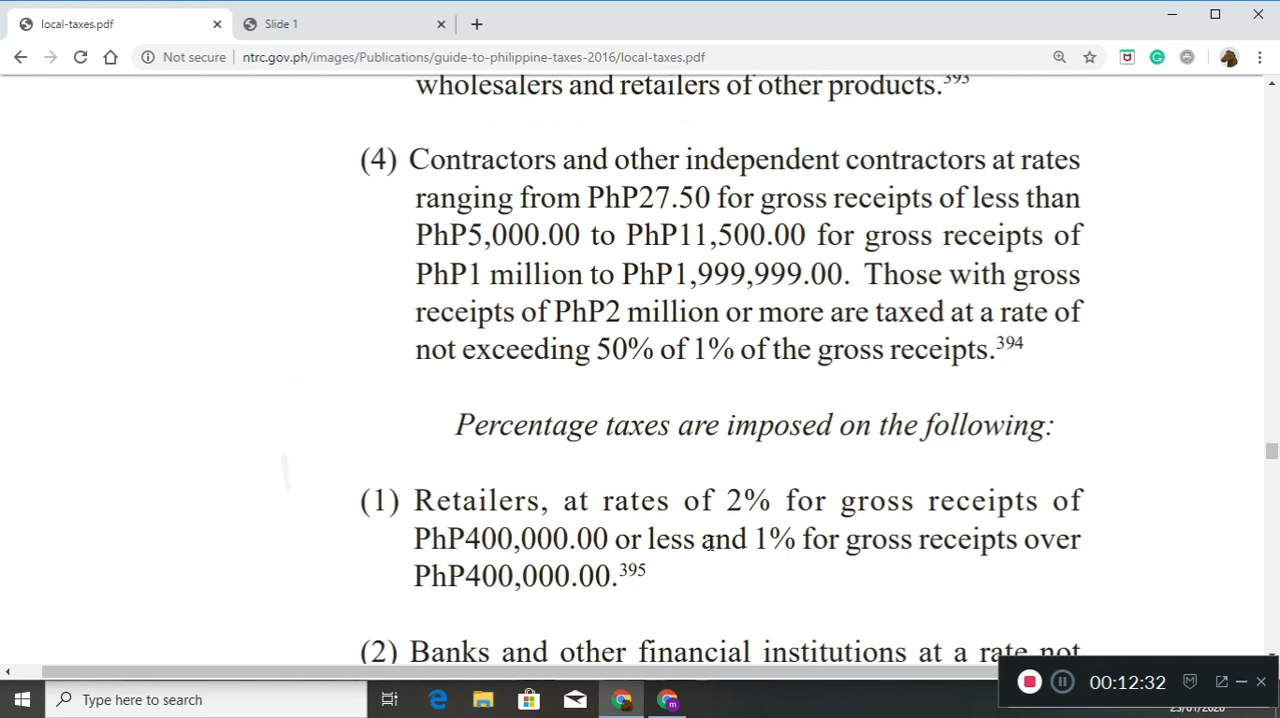 local-taxes.pdf
Slide 1
Not secure
ntrc.gov.ph/images/Publications/guide-to-philippine-taxes-2016/local-taxes.pdf
wholesalers and retailers of other products.393
(4) Contractors and other independent contractors at rates
ranging from PhP27.50 for gross receipts of less than
PhP5,000.00 to PhP11,500.00 for gross receipts of
PhP1 million to PhP1,999,999.00. Those with gross
receipts of PhP2 million or more are taxed at a rate of
not exceeding 50% of 1% of the gross receipts.394
Percentage taxes are imposed on the following:
(1) Retailers, at rates of 2% for gross receipts of
PhP400,000.00 or less and 1% for gross receipts over
PhP400,000.00.395
(2) Banks and other financial institutions at a rate not
00:12:32
Type here to search
23/01/2020